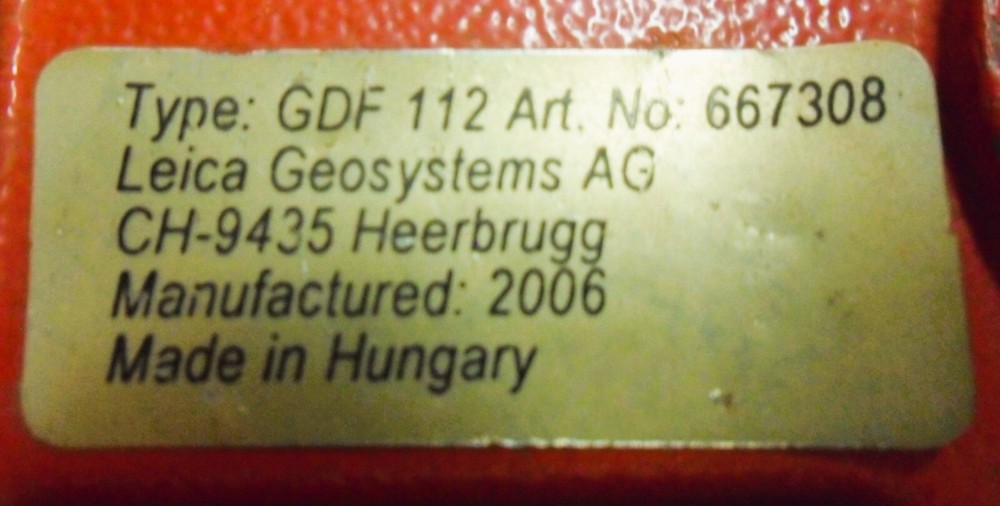 Type: GDF 112 Art. No: 667308
Leica Geosystems AG
CH-9435 Heerbrugg
Manufactured: 2006
Made in Hungary